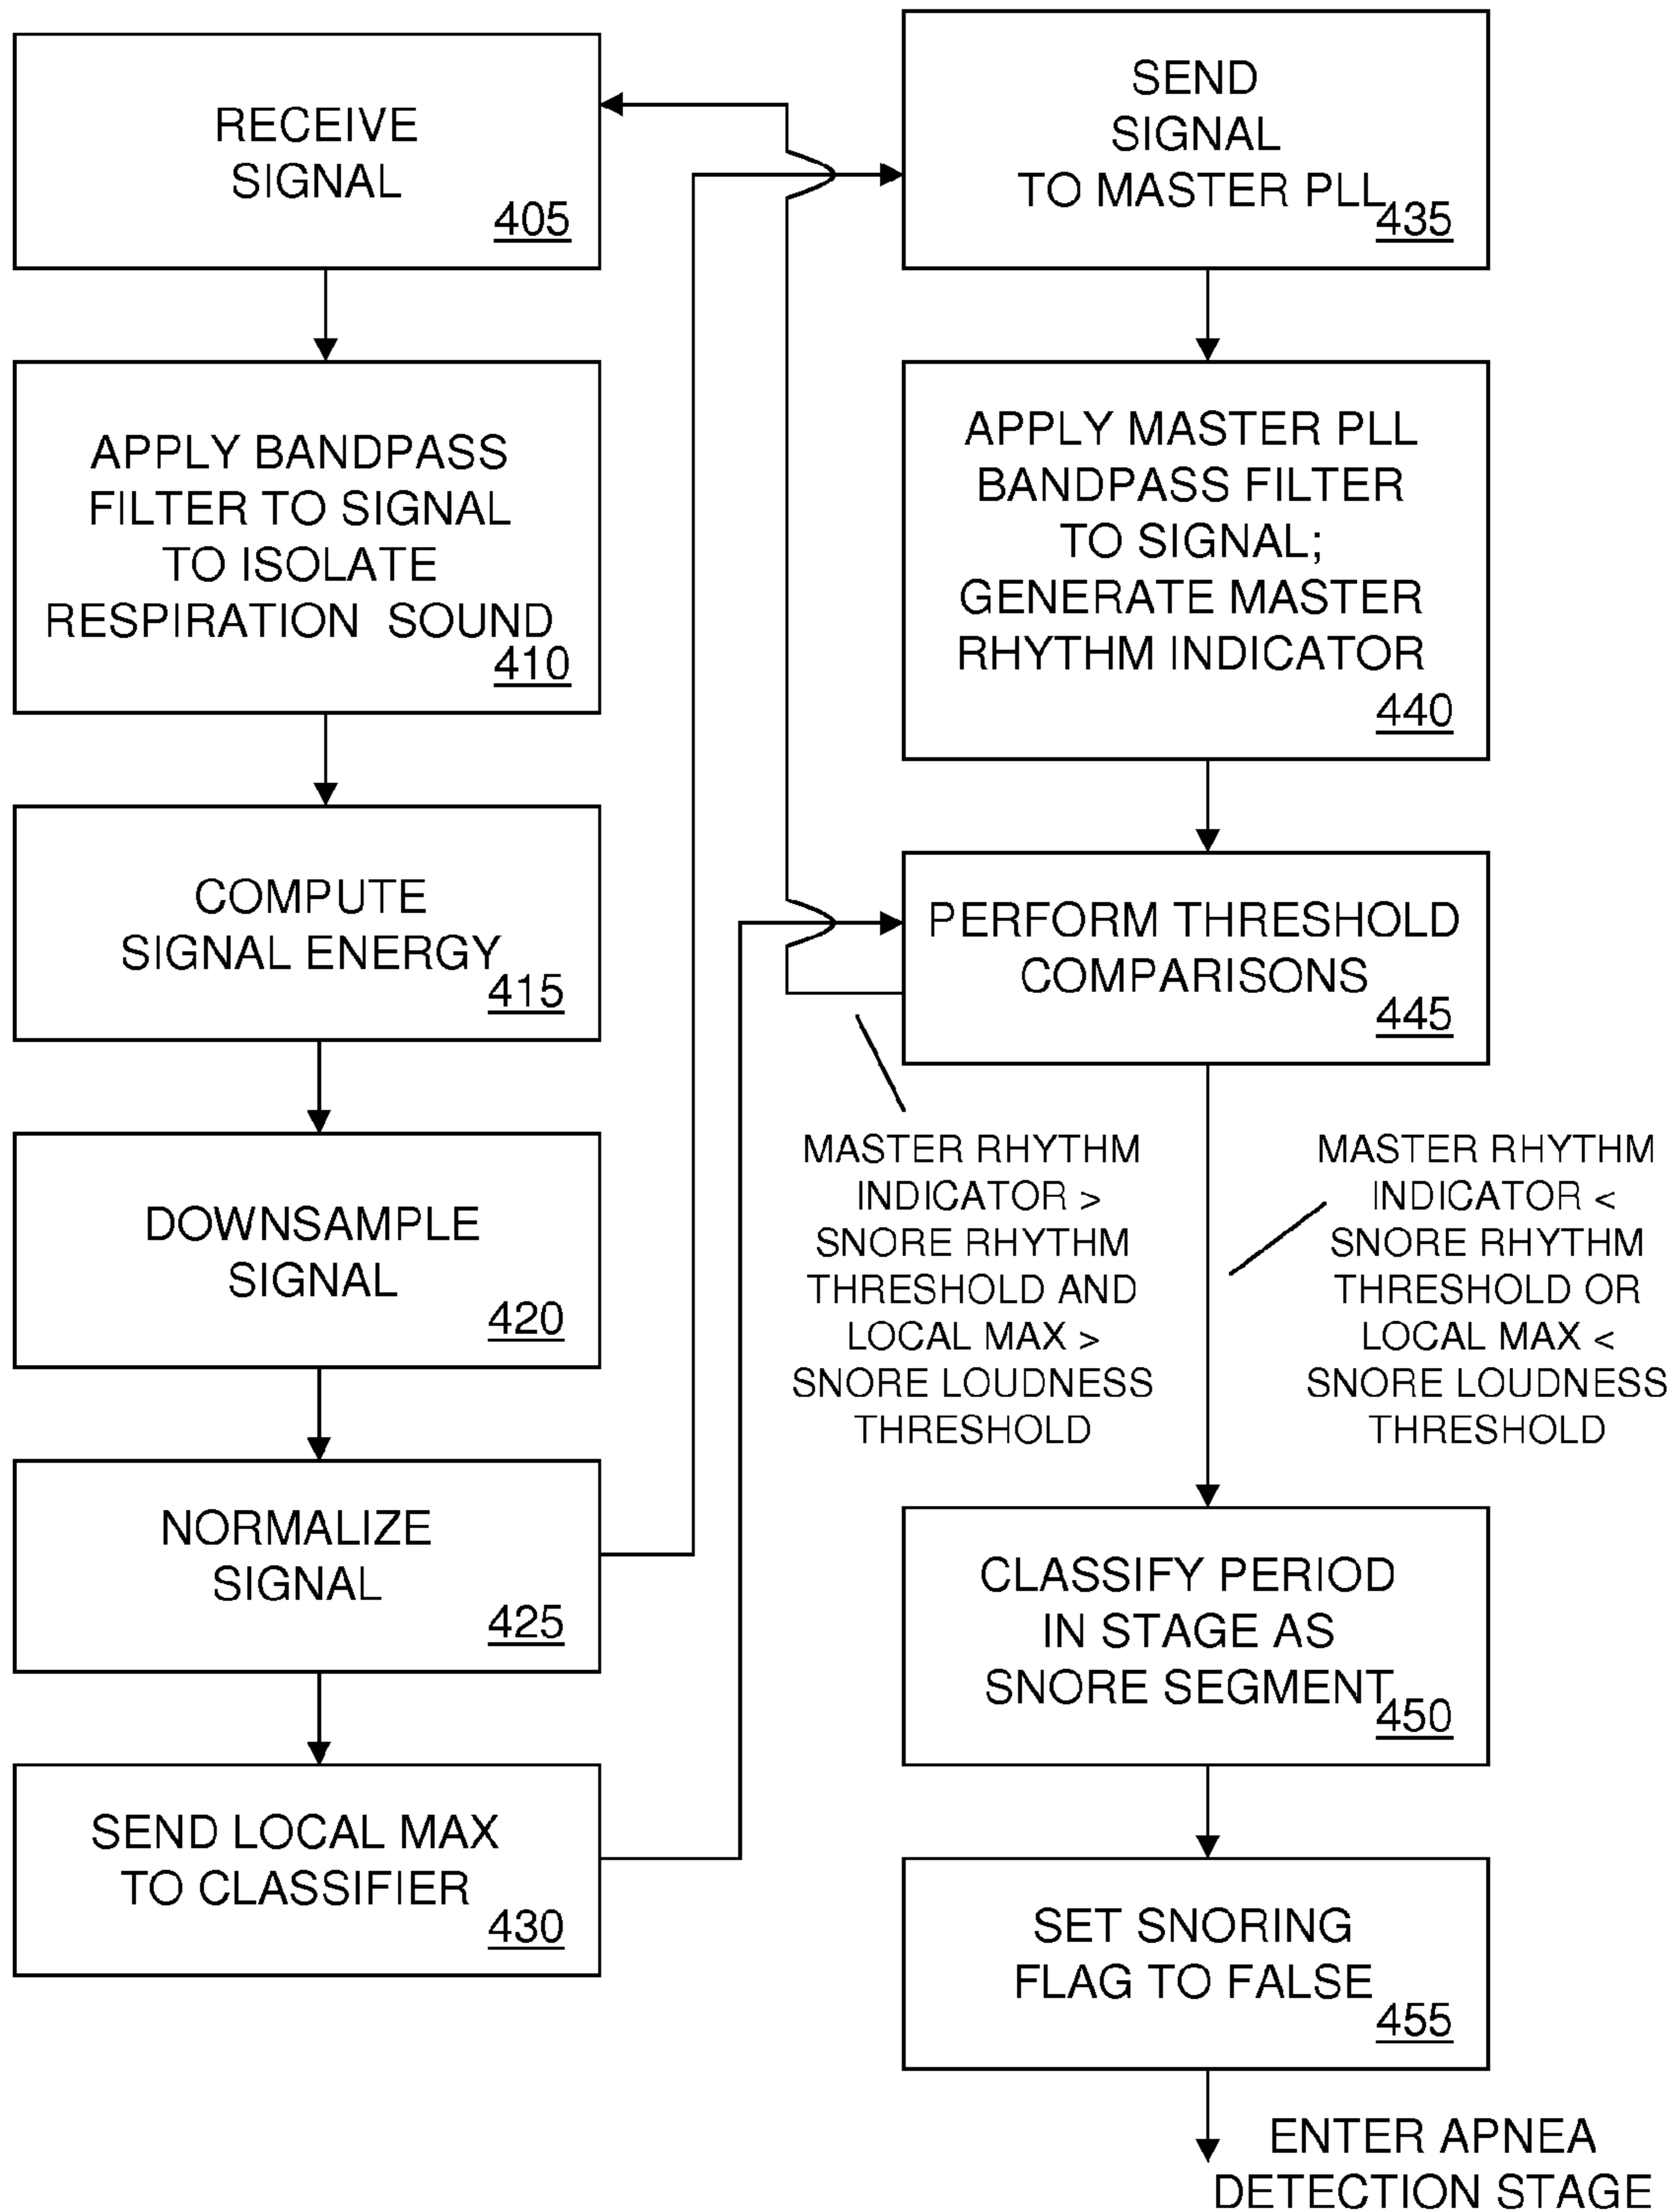 RECEIVE
SIGNAL
405
APPLY BANDPASS
FILTER TO SIGNAL
TO ISOLATE
RESPIRATION SOUND
410
COMPUTE
SIGNAL ENERGY
415
DOWNSAMPLE
SIGNAL
420
NORMALIZE
SIGNAL
425
SEND LOCAL MAX
TO CLASSIFIER
430
SEND
SIGNAL
TO MASTER PLL
435
APPLY MASTER PLL
BANDPASS FILTER
TO SIGNAL;
GENERATE MASTER
RHYTHM INDICATOR
440
PERFORM THRESHOLD
COMPARISONS
445
MASTER RHYTHM
INDICATOR >
SNORE RHYTHM
THRESHOLD AND
LOCAL MAX >
SNORE LOUDNESS
THRESHOLD
MASTER RHYTHM
INDICATOR <
SNORE RHYTHM
THRESHOLD OR
LOCAL MAX <
SNORE LOUDNESS
THRESHOLD
CLASSIFY PERIOD
IN STAGE AS
SNORE SEGMENT
450
SET SNORING
FLAG TO FALSE
455
ENTER APNEA
DETECTION STAGE